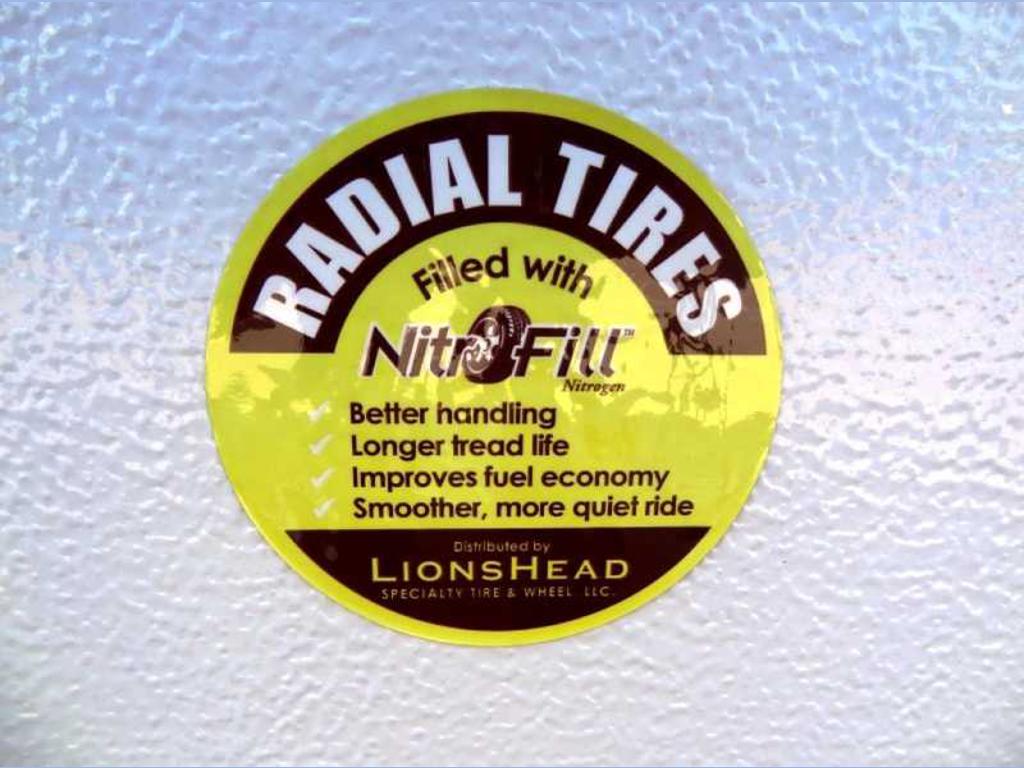 RADIAL TIRES
Filled with
NitroFill™
Nitrogen
Better handling
Longer tread life
Improves fuel economy
Smoother, more quiet ride
Distributed by
LIONSHEAD
SPECIALTY TIRE & WHEEL LLC.